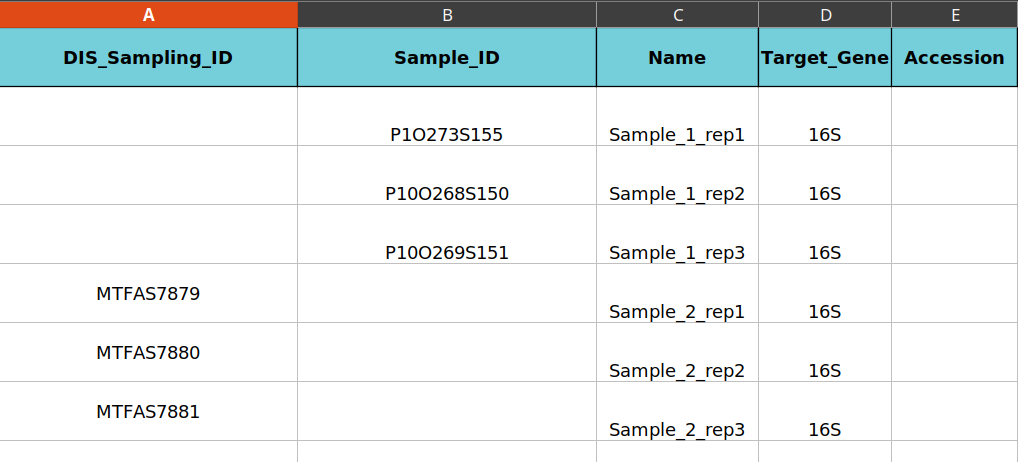 A B C D E
DIS_Sampling_ID Sample_ID Name Target_Gene Accession
P1O273S155 Sample_1_rep1 16S
P10O268S150 Sample_1_rep2 16S
P10O269S151 Sample_1_rep3 16S
MTFAS7879 Sample_2_rep1 16S
MTFAS7880 Sample_2_rep2 16S
MTFAS7881 Sample_2_rep3 16S